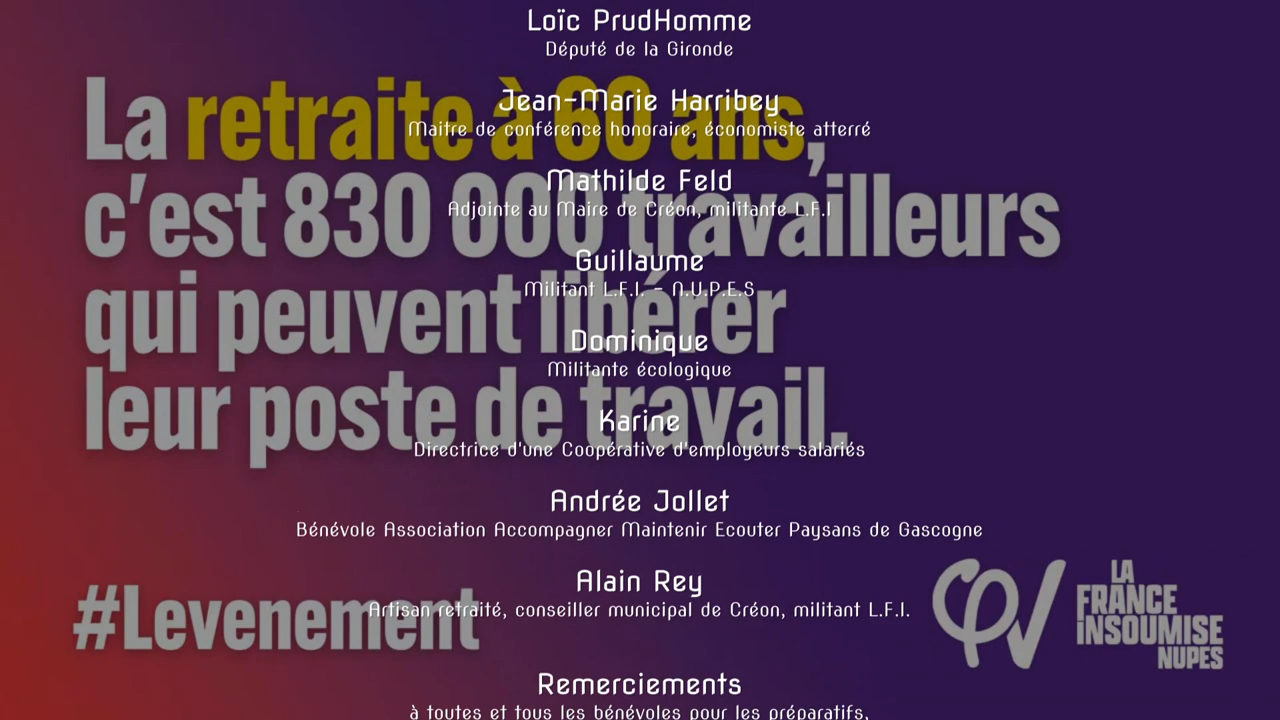 Loïc PrudHomme
Député de la Gironde
Jean-Marie Harribey
Maitre de conférence honoraire, économiste atterré
Mathilde Feld
Adjointe au Maire de Créon, militante L.F.I
Guillaume
Militant L.F.I. - N.U.P.E.S
Dominique
Militante écologique
Karine
Directrice d'une Coopérative d'employeurs salariés
Andrée Jollet
Bénévole Association Accompagner Maintenir Ecouter Paysans de Gascogne
Alain Rey
Artisan retraité, conseiller municipal de Créon, militant L.F.I.
Remerciements
à toutes et tous les bénévoles pour les préparatifs,
La retraite à 60 ans,
c'est 830 000 travailleurs
qui peuvent libérer
leur poste de travail.
#Levenement
LA
FRANCE
INSOUMISE
NUPES